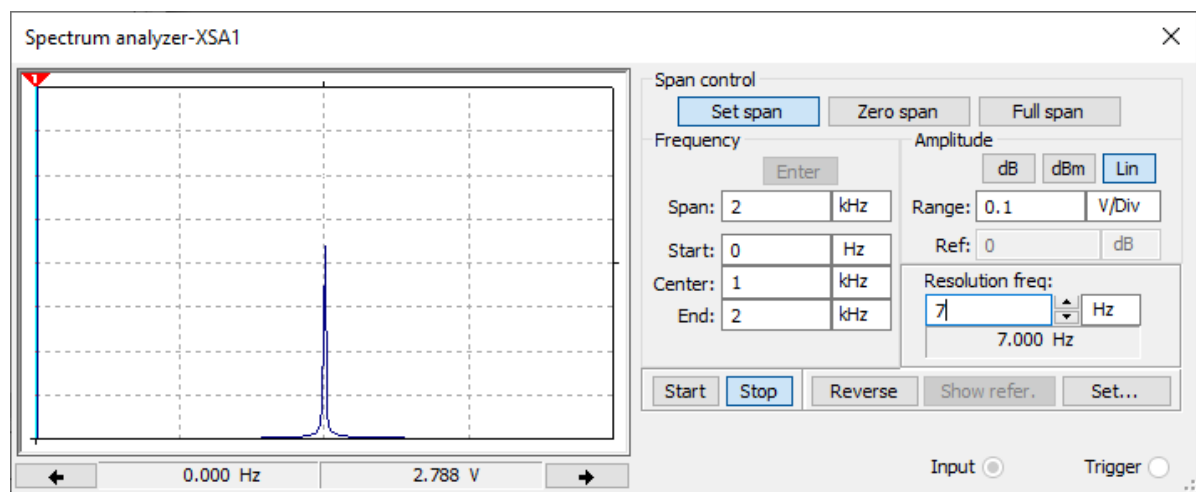 Spectrum analyzer-XSA1
1
Span control
Set span Zero span Full span
Frequency
Enter
Span: 2 kHz
Start: 0 Hz
Center: 1 kHz
End: 2 kHz
Amplitude
dB dBm Lin
Range: 0.1 V/Div
Ref: 0 dB
Resolution freq:
7 Hz
7.000 Hz
Start Stop Reverse Show refer. Set...
0.000 Hz 2.788 V
Input Trigger